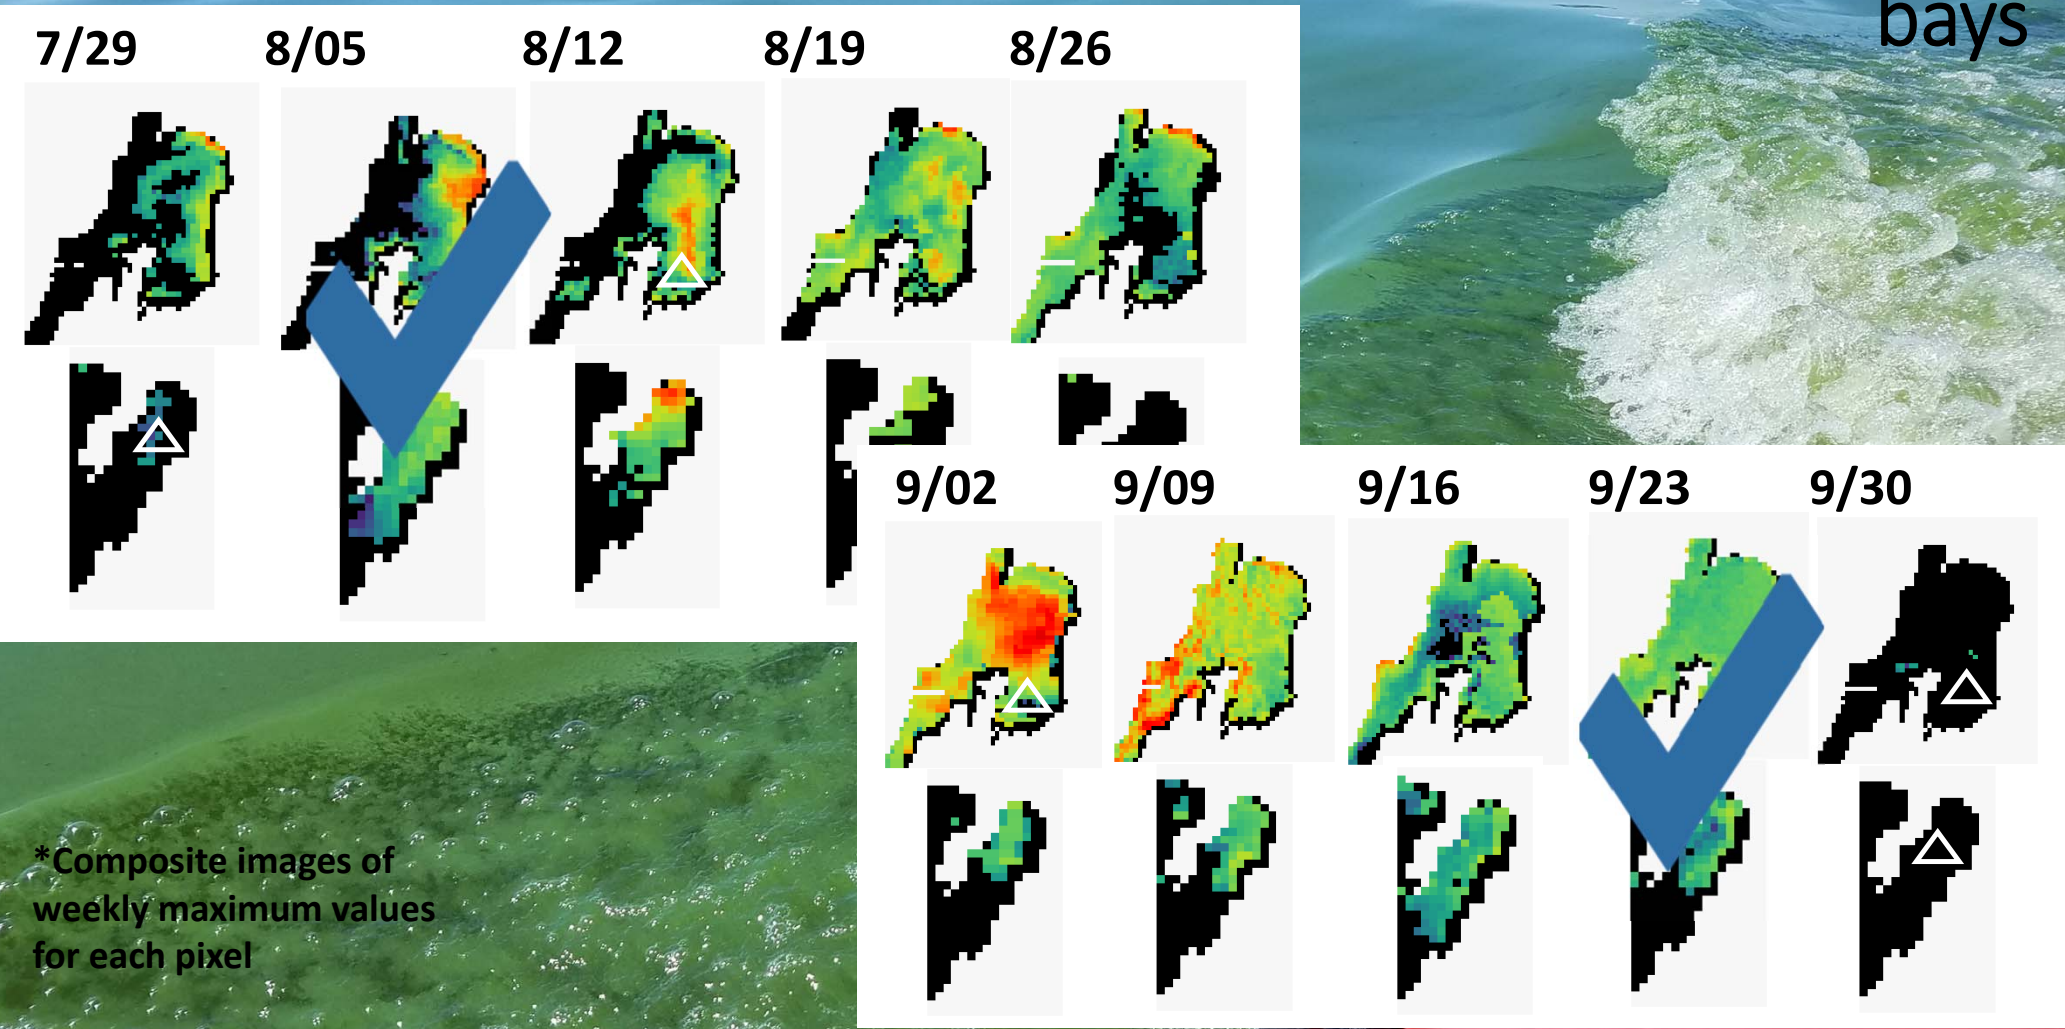 bays
7/29 8/05 8/12 8/19 8/26
9/02 9/09 9/16 9/23 9/30
*Composite images of
weekly maximum values
for each pixel